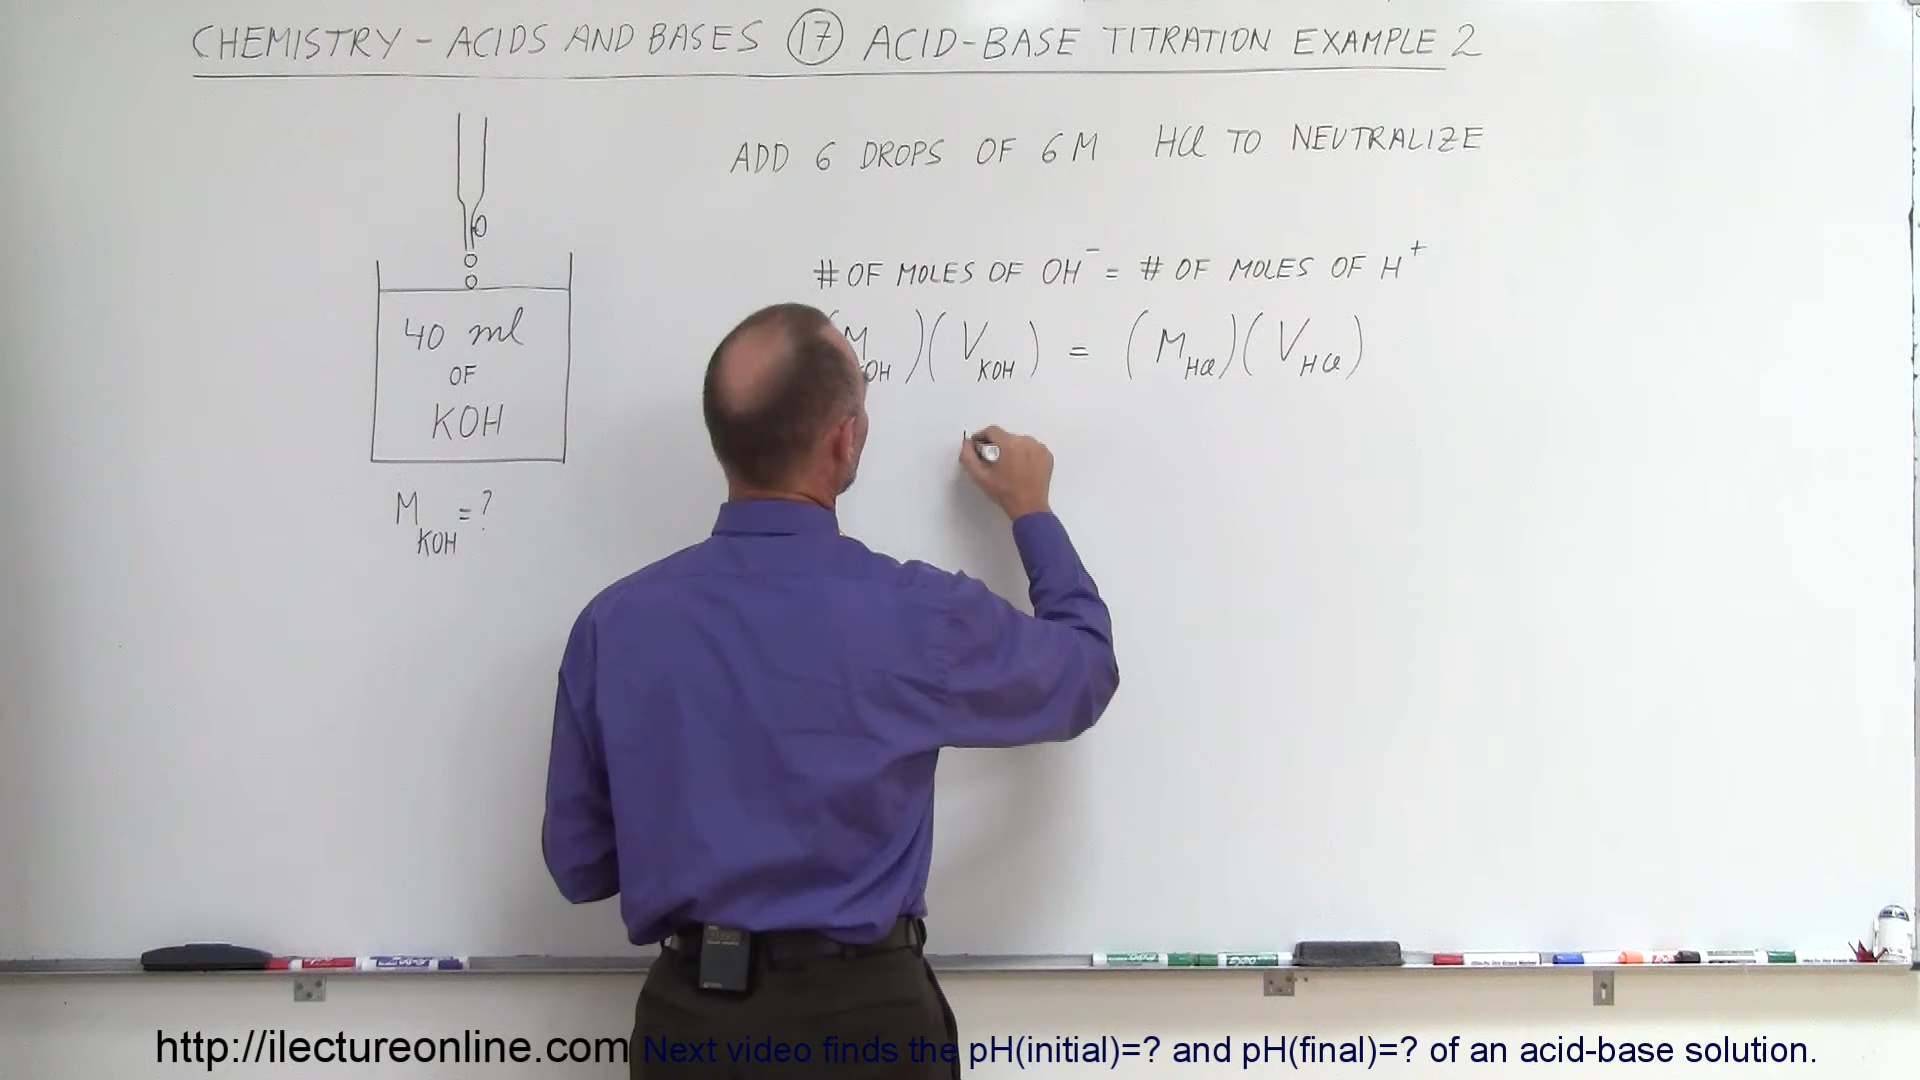 CHEMISTRY - ACIDS AND BASES 17 ACID-BASE TITRATION EXAMPLE 2
ADD 6 DROPS OF 6 M HCl TO NEUTRALIZE
# OF MOLES OF OH⁻ = # OF MOLES OF H⁺
M OH )( V KOH ) = ( M HCl )( V HCl )
40 ml
OF
KOH
M KOH = ?
http://ilectureonline.com Next video finds the pH(initial)=? and pH(final)=? of an acid-base solution.